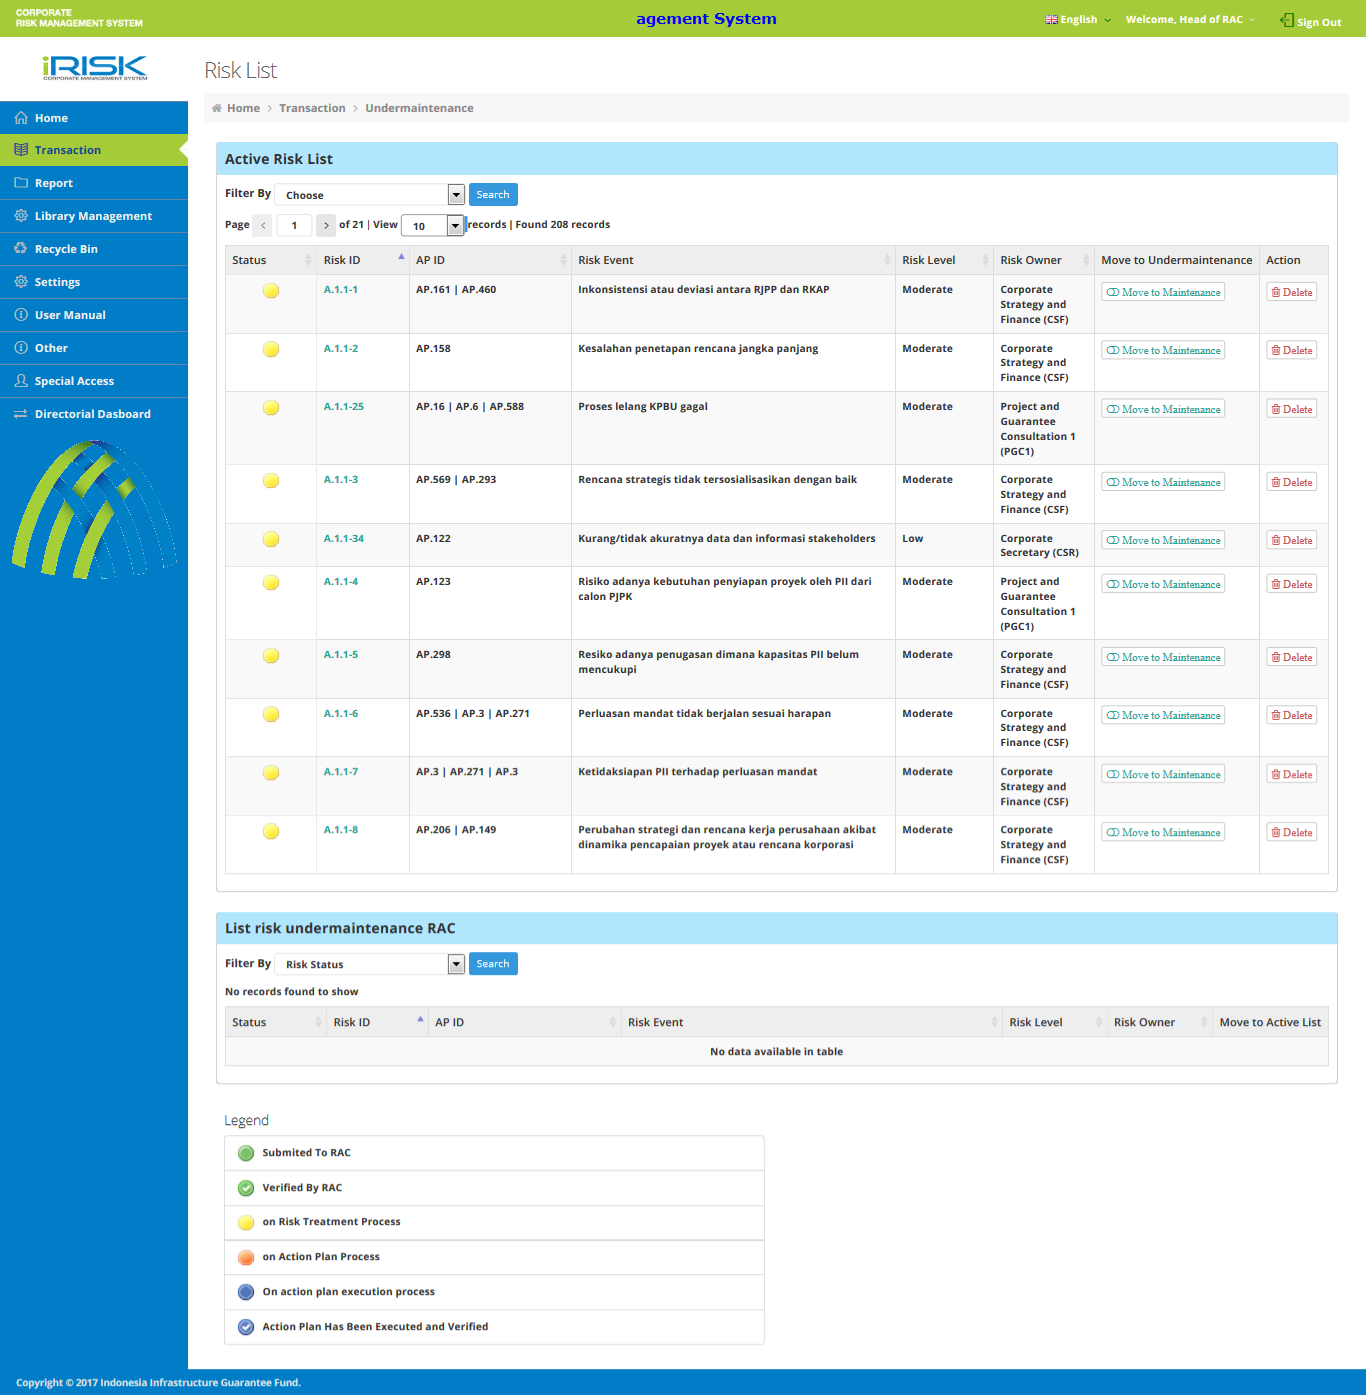 CORPORATE
RISK MANAGEMENT SYSTEM
agement System
English
Welcome, Head of RAC
Sign Out
iRISK
CORPORATE MANAGEMENT SYSTEM
Home
Transaction
Report
Library Management
Recycle Bin
Settings
User Manual
Other
Special Access
Directorial Dasboard
Risk List
Home > Transaction > Undermaintenance
Active Risk List
Filter By Choose Search
Page < 1 > of 21 | View 10 records | Found 208 records
Status Risk ID AP ID Risk Event Risk Level Risk Owner Move to Undermaintenance Action
A.1.1-1 AP.161 | AP.460 Inkonsistensi atau deviasi antara RJPP dan RKAP Moderate Corporate Move to Maintenance Delete
Strategy and
Finance (CSF)
A.1.1-2 AP.158 Kesalahan penetapan rencana jangka panjang Moderate Corporate Move to Maintenance Delete
Strategy and
Finance (CSF)
A.1.1-25 AP.16 | AP.6 | AP.588 Proses lelang KPBU gagal Moderate Project and Move to Maintenance Delete
Guarantee
Consultation 1
(PGC1)
A.1.1-3 AP.569 | AP.293 Rencana strategis tidak tersosialisasikan dengan baik Moderate Corporate Move to Maintenance Delete
Strategy and
Finance (CSF)
A.1.1-34 AP.122 Kurang/tidak akuratnya data dan informasi stakeholders Low Corporate Move to Maintenance Delete
Secretary (CSR)
A.1.1-4 AP.123 Risiko adanya kebutuhan penyiapan proyek oleh PII dari Moderate Project and Move to Maintenance Delete
calon PJPK Guarantee
Consultation 1
(PGC1)
A.1.1-5 AP.298 Resiko adanya penugasan dimana kapasitas PII belum Moderate Corporate Move to Maintenance Delete
mencukupi Strategy and
Finance (CSF)
A.1.1-6 AP.536 | AP.3 | AP.271 Perluasan mandat tidak berjalan sesuai harapan Moderate Corporate Move to Maintenance Delete
Strategy and
Finance (CSF)
A.1.1-7 AP.3 | AP.271 | AP.3 Ketidaksiapan PII terhadap perluasan mandat Moderate Corporate Move to Maintenance Delete
Strategy and
Finance (CSF)
A.1.1-8 AP.206 | AP.149 Perubahan strategi dan rencana kerja perusahaan akibat Moderate Corporate Move to Maintenance Delete
dinamika pencapaian proyek atau rencana korporasi Strategy and
Finance (CSF)
List risk undermaintenance RAC
Filter By Risk Status Search
No records found to show
Status Risk ID AP ID Risk Event Risk Level Risk Owner Move to Active List
No data available in table
Legend
Submited To RAC
Verified By RAC
on Risk Treatment Process
on Action Plan Process
On action plan execution process
Action Plan Has Been Executed and Verified
Copyright © 2017 Indonesia Infrastructure Guarantee Fund.